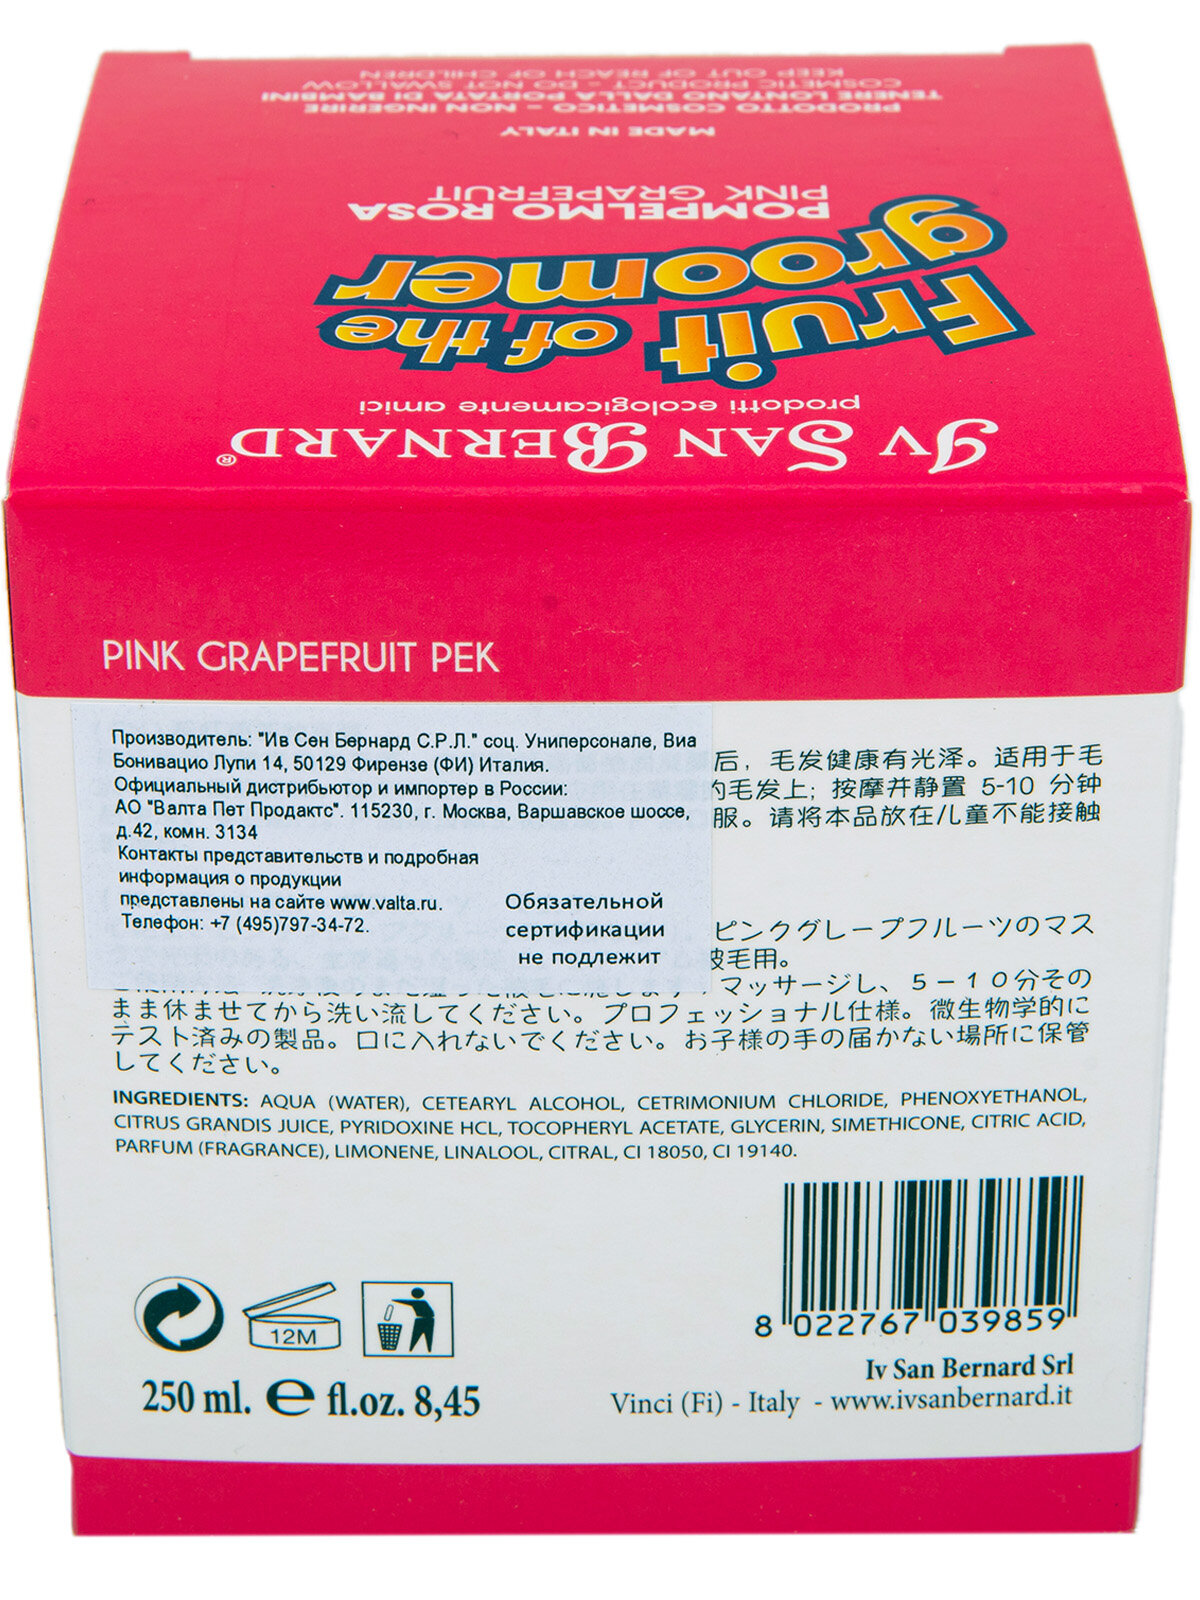 KEEP OUT OF REACH OF CHILDREN
COSMETIC PRODUCT - DO NOT SWALLOW
TENERE LONTANO DALLA PORTATA DI BAMBINI
PRODOTTO COSMETICO - NON INGERIRE
MADE IN ITALY
PINK GRAPEFRUIT
POMPELMO ROSA
groomer
Fruit of the
prodotti ecologicamente amici
IV SAN BERNARD®
PINK GRAPEFRUIT PEK
Производитель: "Ив Сен Бернард С.Р.Л." соц. Униперсонале, Виа
Бонивацио Лупи 14, 50129 Фирензе (ФИ) Италия.
Официальный дистрибьютор и импортер в России:
АО "Валта Пет Продактс". 115230, г. Москва, Варшавское шоссе,
д.42, комн. 3134
Контакты представительств и подробная
информация о продукции
представлены на сайте www.valta.ru.
Телефон: +7 (495)797-34-72.
Обязательной
сертификации
не подлежит
后，毛发健康有光泽。适用于毛
的毛发上；按摩并静置 5-10 分钟
服。请将本品放在儿童不能接触
ピンクグレープフルーツのマス
被毛用。
マッサージし、５－１０分その
まま休ませてから洗い流してください。プロフェッショナル仕様。微生物学的に
テスト済みの製品。口に入れないでください。お子様の手の届かない場所に保管
してください。
INGREDIENTS: AQUA (WATER), CETEARYL ALCOHOL, CETRIMONIUM CHLORIDE, PHENOXYETHANOL,
CITRUS GRANDIS JUICE, PYRIDOXINE HCL, TOCOPHERYL ACETATE, GLYCERIN, SIMETHICONE, CITRIC ACID,
PARFUM (FRAGRANCE), LIMONENE, LINALOOL, CITRAL, CI 18050, CI 19140.
12M
8 022767 039859
250 ml. ℮ fl.oz. 8,45
Iv San Bernard Srl
Vinci (Fi) - Italy - www.ivsanbernard.it